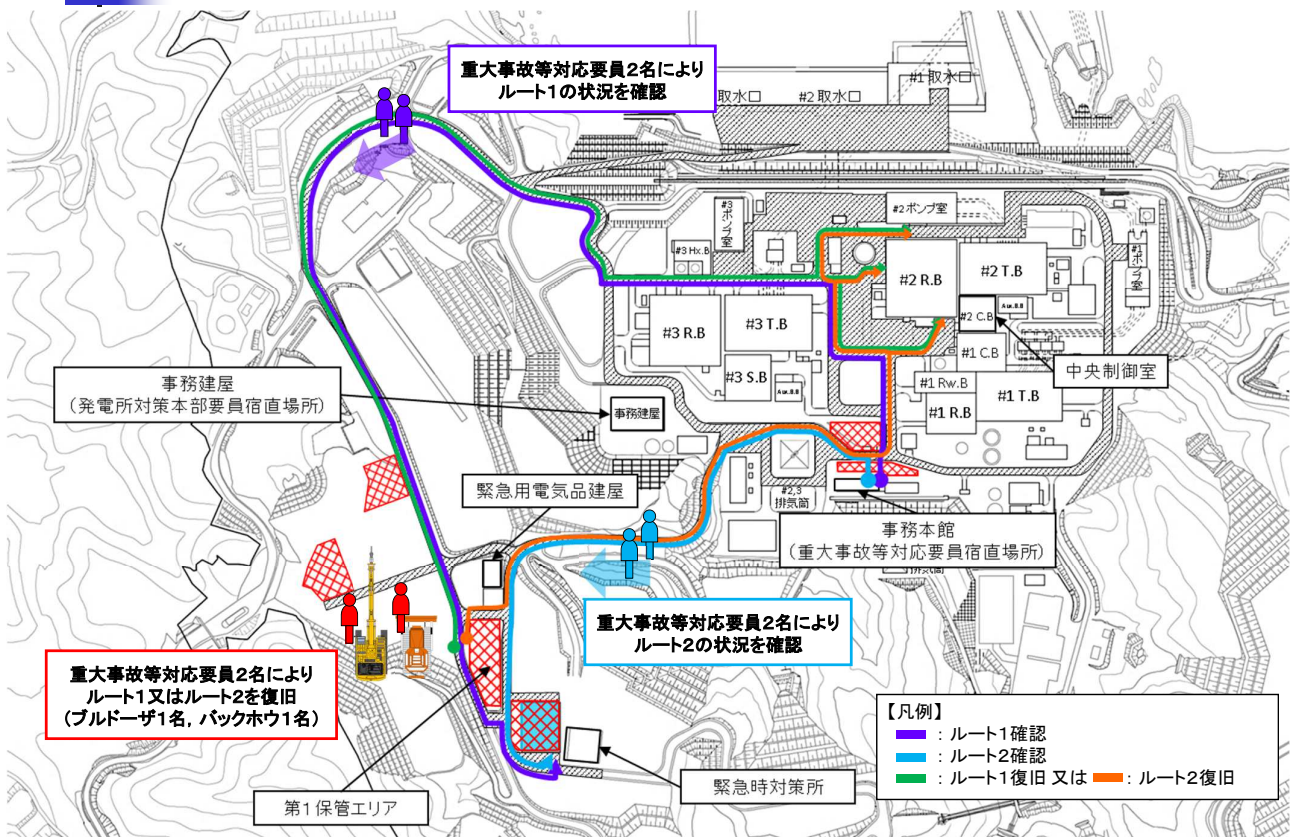 重大事故等対応要員2名により
ルート1の状況を確認
#1 取水口
取水口
#2 取水口
#3 ポンプ室
#2 ポンプ室
#1 ポンプ室
#3 Hx.B
#2 R.B
#2 T.B
#2 C.B
Aux.B.B
#3 R.B
#3 T.B
#1 C.B
中央制御室
#3 S.B
Aux.B.B
#1 Rw.B
#1 R.B
#1 T.B
事務建屋
(発電所対策本部要員宿直場所)
事務建屋
緊急用電気品建屋
#2,3
排気筒
事務本館
(重大事故等対応要員宿直場所)
排気筒
重大事故等対応要員2名により
ルート2の状況を確認
重大事故等対応要員2名により
ルート1又はルート2を復旧
(ブルドーザ1名, バックホウ1名)
【凡例】
: ルート1確認
: ルート2確認
: ルート1復旧 又は : ルート2復旧
緊急時対策所
第1保管エリア